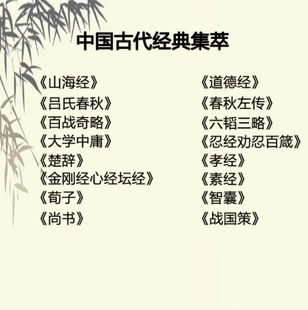 中国古代经典集萃
《山海经》 《道德经》
《吕氏春秋》 《春秋左传》
《百战奇略》 《六韬三略》
《大学中庸》 《忍经劝忍百箴》
《楚辞》 《孝经》
《金刚经心经坛经》 《素经》
《荀子》 《智囊》
《尚书》 《战国策》